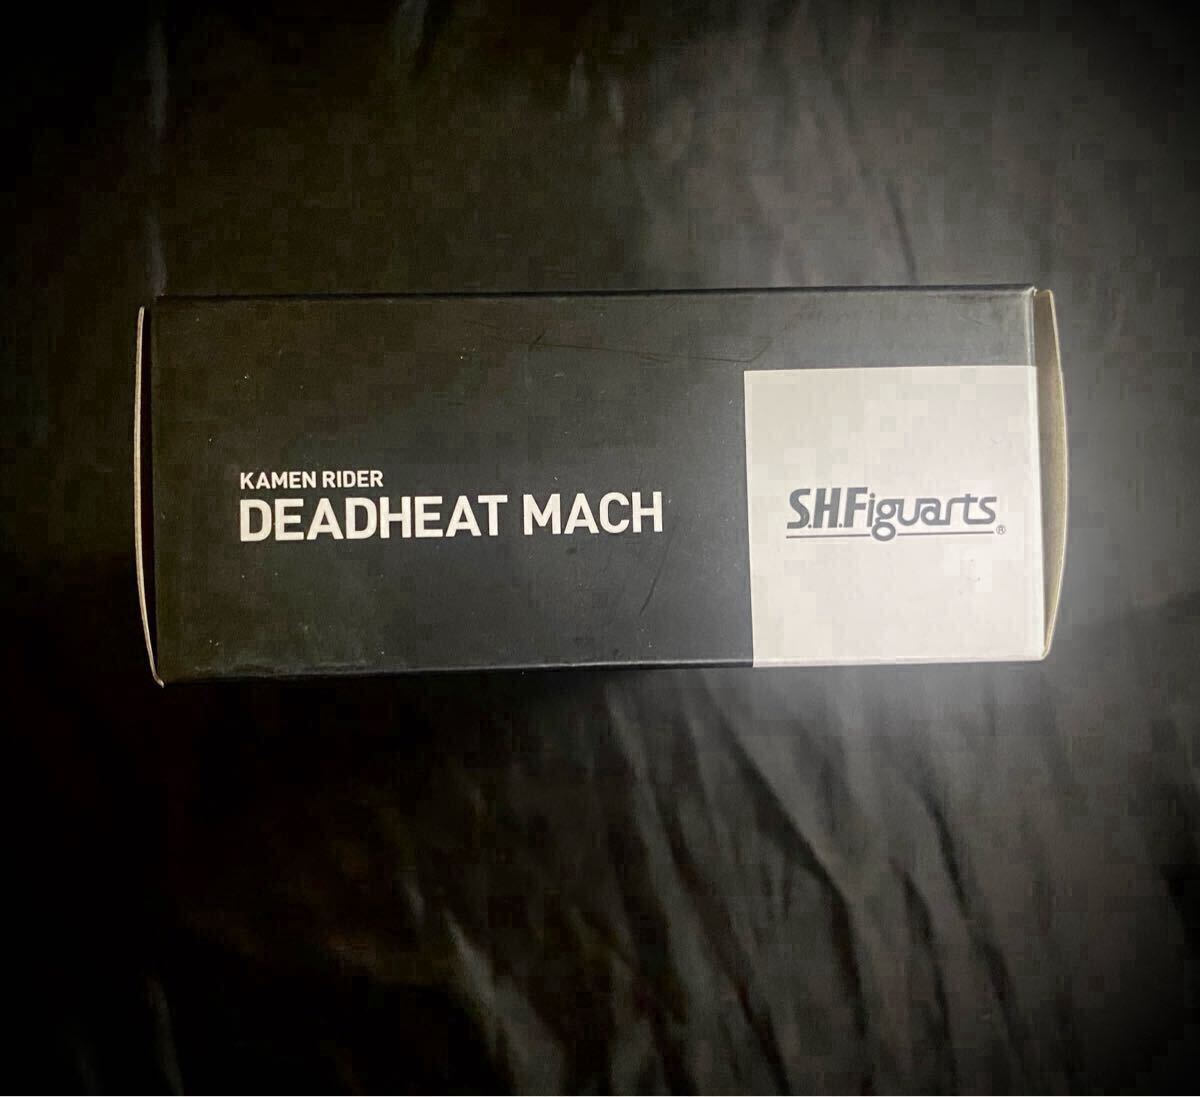 KAMEN RIDER
DEADHEAT MACH
S.H.Figuarts®